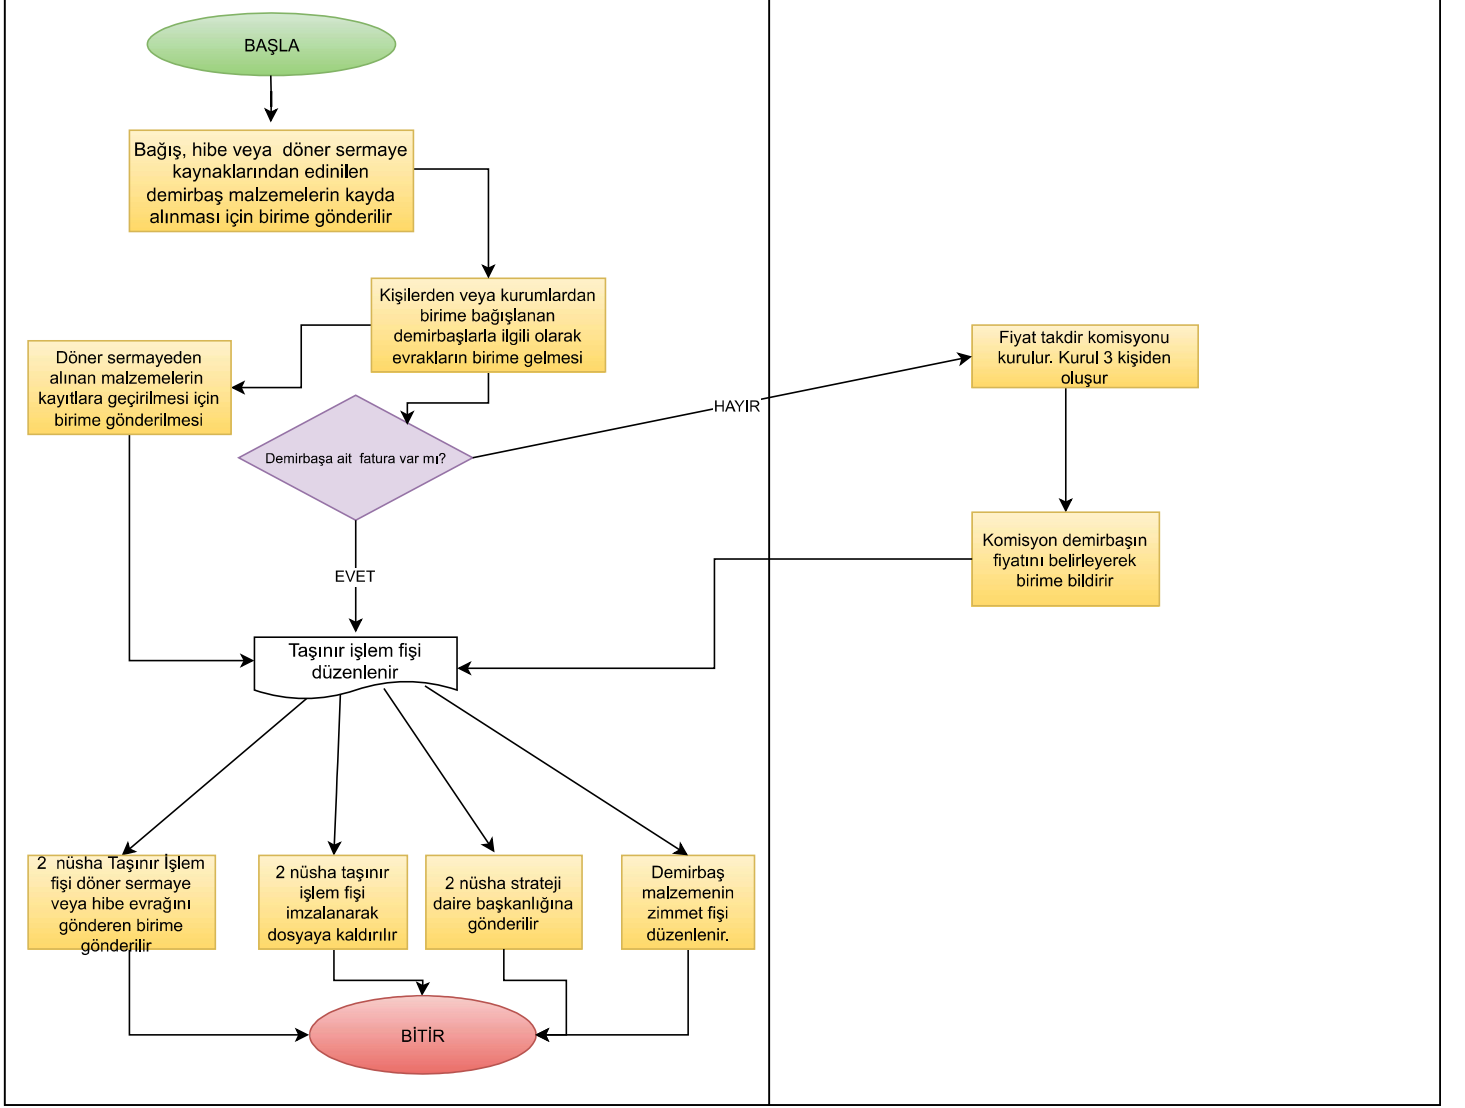 BAŞLA
Bağış, hibe veya  döner sermaye
kaynaklarından edinilen
demirbaş malzemelerin kayda
alınması için birime gönderilir
Kişilerden veya kurumlardan
birime bağışlanan
demirbaşlarla ilgili olarak
evrakların birime gelmesi
Döner sermayeden
alınan malzemelerin
kayıtlara geçirilmesi için
birime gönderilmesi
Fiyat takdir komisyonu
kurulur. Kurul 3 kişiden
oluşur
HAYIR
Demirbaşa ait  fatura var mı?
Komisyon demirbaşın
fiyatını belirleyerek
birime bildirir
EVET
Taşınır işlem fişi
düzenlenir
2  nüsha Taşınır İşlem
fişi döner sermaye
veya hibe evrağını
gönderen birime
gönderilir
2 nüsha taşınır
işlem fişi
imzalanarak
dosyaya kaldırılır
2 nüsha strateji
daire başkanlığına
gönderilir
Demirbaş
malzemenin
zimmet fişi
düzenlenir.
BİTİR